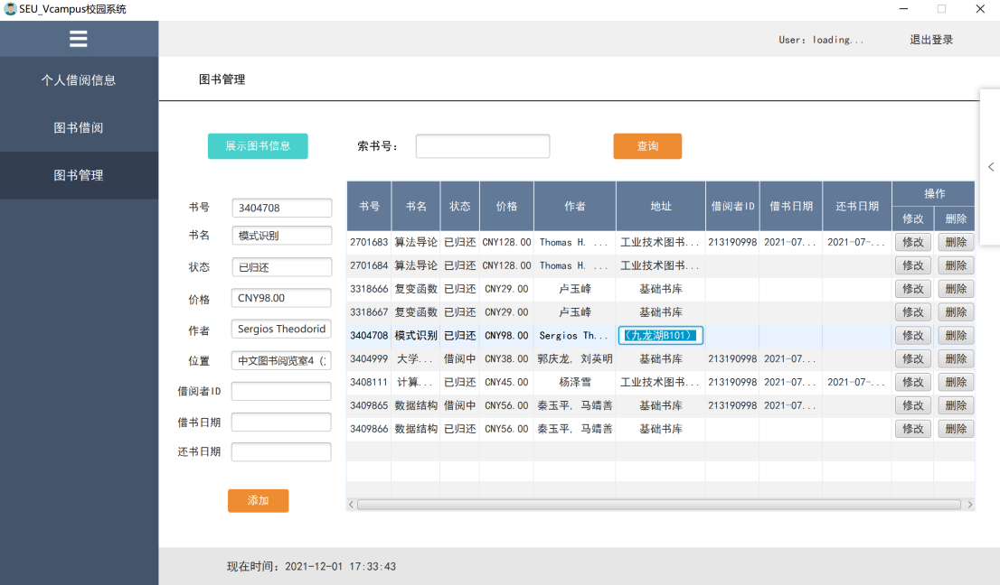 SEU_Vcampus校园系统
User: loading... 退出登录
个人借阅信息
图书借阅
图书管理
图书管理
展示图书信息 索书号: 查询
书号 3404708
书名 模式识别
状态 已归还
价格 CNY98.00
作者 Sergios Theodorid
位置 中文图书阅览室4
借阅者ID
借书日期
还书日期
添加
书号 书名 状态 价格 作者 地址 借阅者ID 借书日期 还书日期 操作
修改 删除
2701683 算法导论 已归还 CNY128.00 Thomas H. ... 工业技术图书... 213190998 2021-07... 2021-07-... 修改 删除
2701684 算法导论 已归还 CNY128.00 Thomas H. ... 工业技术图书... 修改 删除
3318666 复变函数 已归还 CNY29.00 卢玉峰 基础书库 修改 删除
3318667 复变函数 已归还 CNY29.00 卢玉峰 基础书库 修改 删除
3404708 模式识别 已归还 CNY98.00 Sergios Th... (九龙湖B101) 修改 删除
3404999 大学... 借阅中 CNY38.00 郭庆龙, 刘英明 基础书库 213190998 2021-07... 修改 删除
3408111 计算... 已归还 CNY45.00 杨泽雪 工业技术图书... 213190998 2021-07... 2021-07-... 修改 删除
3409865 数据结构 借阅中 CNY56.00 秦玉平, 马靖善 基础书库 213190998 2021-07... 修改 删除
3409866 数据结构 已归还 CNY56.00 秦玉平, 马靖善 基础书库 修改 删除
现在时间: 2021-12-01 17:33:43